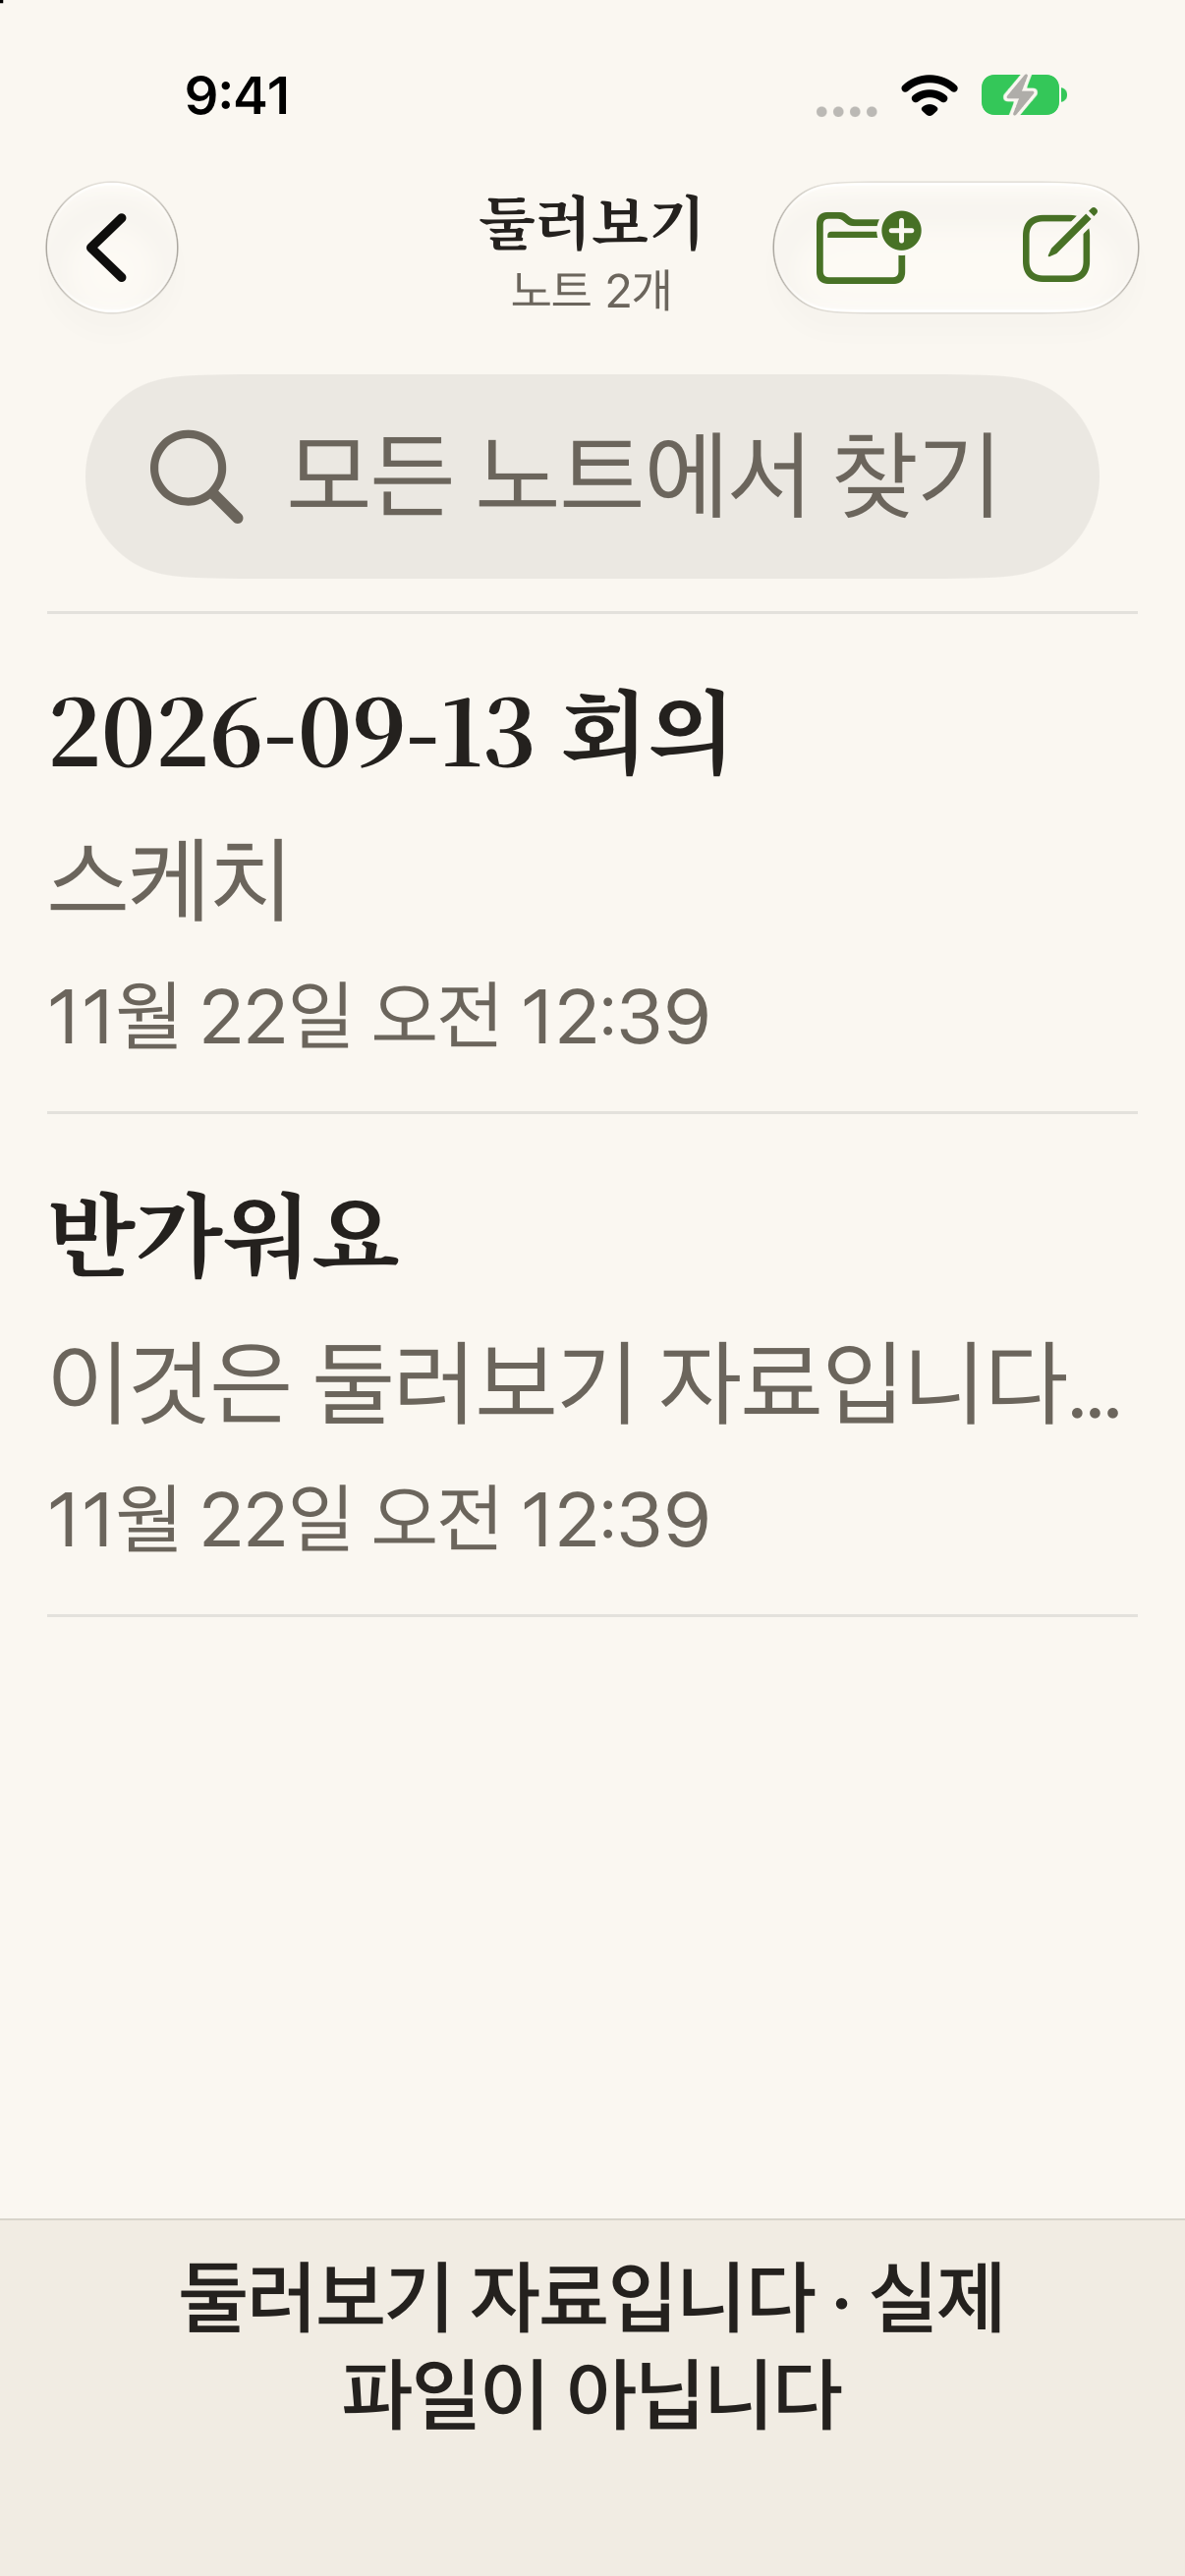 9:41
둘러보기
노트 2개
모든 노트에서 찾기
2026-09-13 회의
스케치
11월 22일 오전 12:39
반가워요
이것은 둘러보기 자료입니다...
11월 22일 오전 12:39
둘러보기 자료입니다 · 실제
파일이 아닙니다